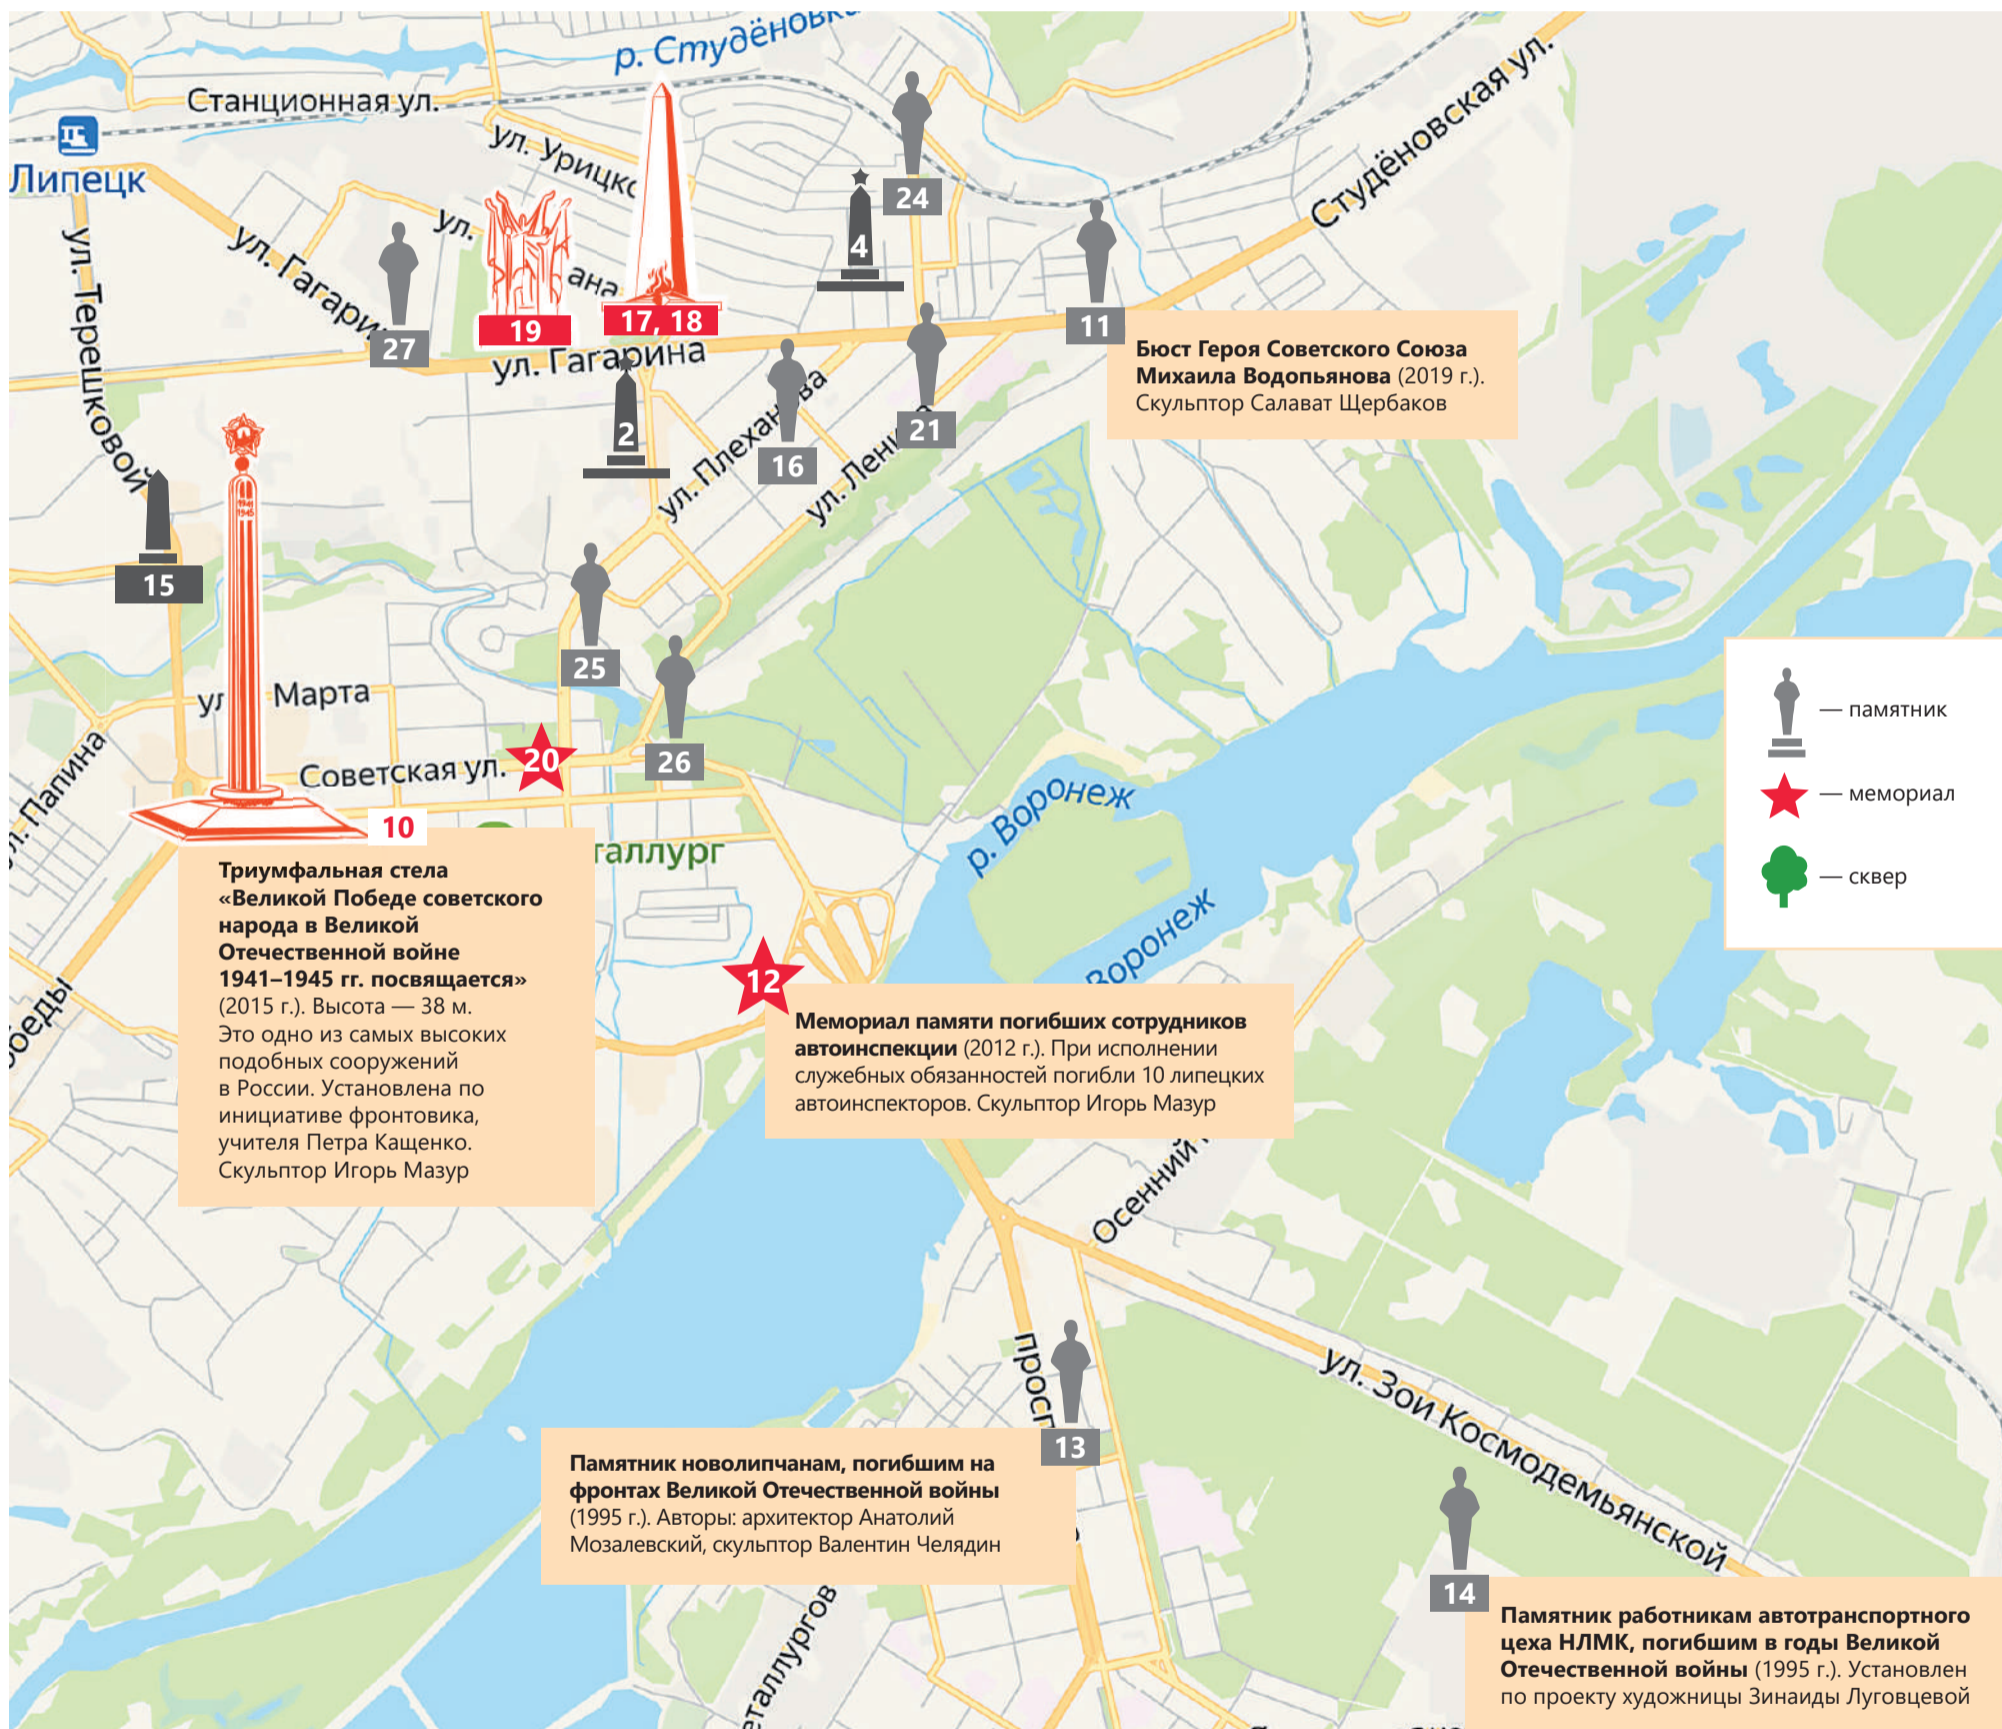 р. Студёновка
Станционная ул.
Липецк
ул. Урицко
Студёновская ул.
24
4
ул.
ул. Терешковой
ул. Гагарин
27
19
ана
17, 18
11
ул. Гагарина
2
ул. Плеханова
16
ул. Ленина
21
Бюст Героя Советского Союза
Михаила Водопьянова (2019 г.).
Скульптор Салават Щербаков
1941
1945
15
25
ул
Марта
26
20
Советская ул.
ул. Папина
10
таллург
р. Воронеж
Воронеж
— памятник
— мемориал
— сквер
Триумфальная стела
«Великой Победе советского
народа в Великой
Отечественной войне
1941–1945 гг. посвящается»
(2015 г.). Высота — 38 м.
Это одно из самых высоких
подобных сооружений
в России. Установлена по
инициативе фронтовика,
учителя Петра Кащенко.
Скульптор Игорь Мазур
беды
12
Мемориал памяти погибших сотрудников
автоинспекции (2012 г.). При исполнении
служебных обязанностей погибли 10 липецких
автоинспекторов. Скульптор Игорь Мазур
Осенний
просп
13
ул. Зои Космодемьянской
Памятник новолипчанам, погибшим на
фронтах Великой Отечественной войны
(1995 г.). Авторы: архитектор Анатолий
Мозалевский, скульптор Валентин Челядин
еталлургов
14
Памятник работникам автотранспортного
цеха НЛМК, погибшим в годы Великой
Отечественной войны (1995 г.). Установлен
по проекту художницы Зинаиды Луговцевой